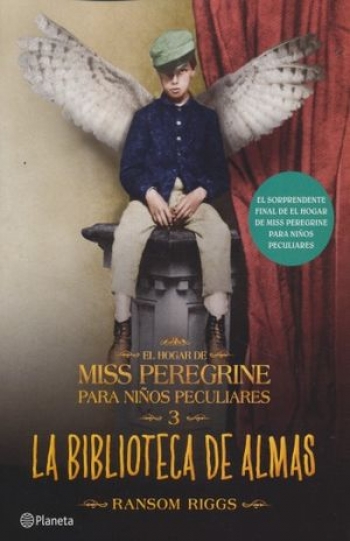 EL SORPRENDENTE
FINAL DE EL HOGAR
DE MISS PEREGRINE
PARA NIÑOS
PECULIARES
EL HOGAR DE
MISS PEREGRINE
PARA NIÑOS PECULIARES
3
LA BIBLIOTECA DE ALMAS
RANSOM RIGGS
Planeta